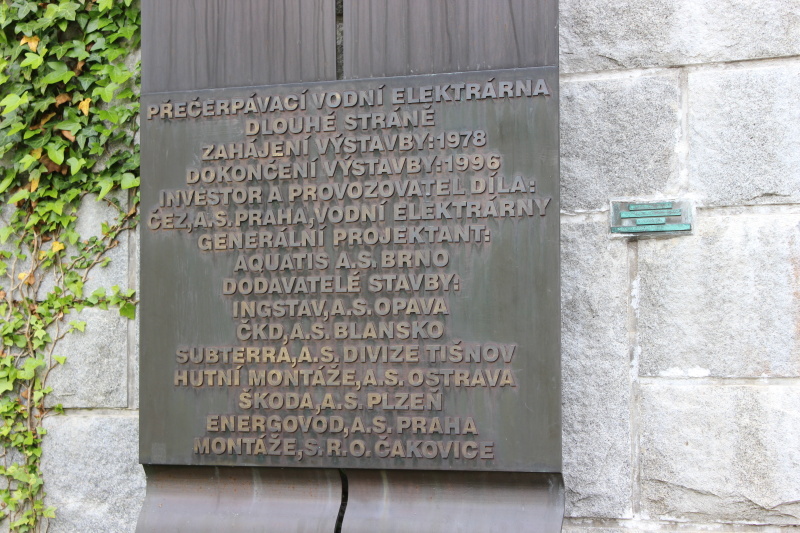 PŘEČERPÁVACÍ VODNÍ ELEKTRÁRNA
DLOUHÉ STRÁNĚ
ZAHÁJENÍ VÝSTAVBY:1978
DOKONČENÍ VÝSTAVBY:1996
INVESTOR A PROVOZOVATEL DÍLA:
ČEZ,A.S.PRAHA,VODNÍ ELEKTRÁRNY
GENERÁLNÍ PROJEKTANT:
AQUATIS A.S.BRNO
DODAVATELÉ STAVBY:
INGSTAV,A.S.OPAVA
ČKD,A.S.BLANSKO
SUBTERRA,A.S.DIVIZE TIŠNOV
HUTNÍ MONTÁŽE,A.S.OSTRAVA
ŠKODA,A.S.PLZEŇ
ENERGOVOD,A.S.PRAHA
MONTÁŽE,S.R.O.ČAKOVICE